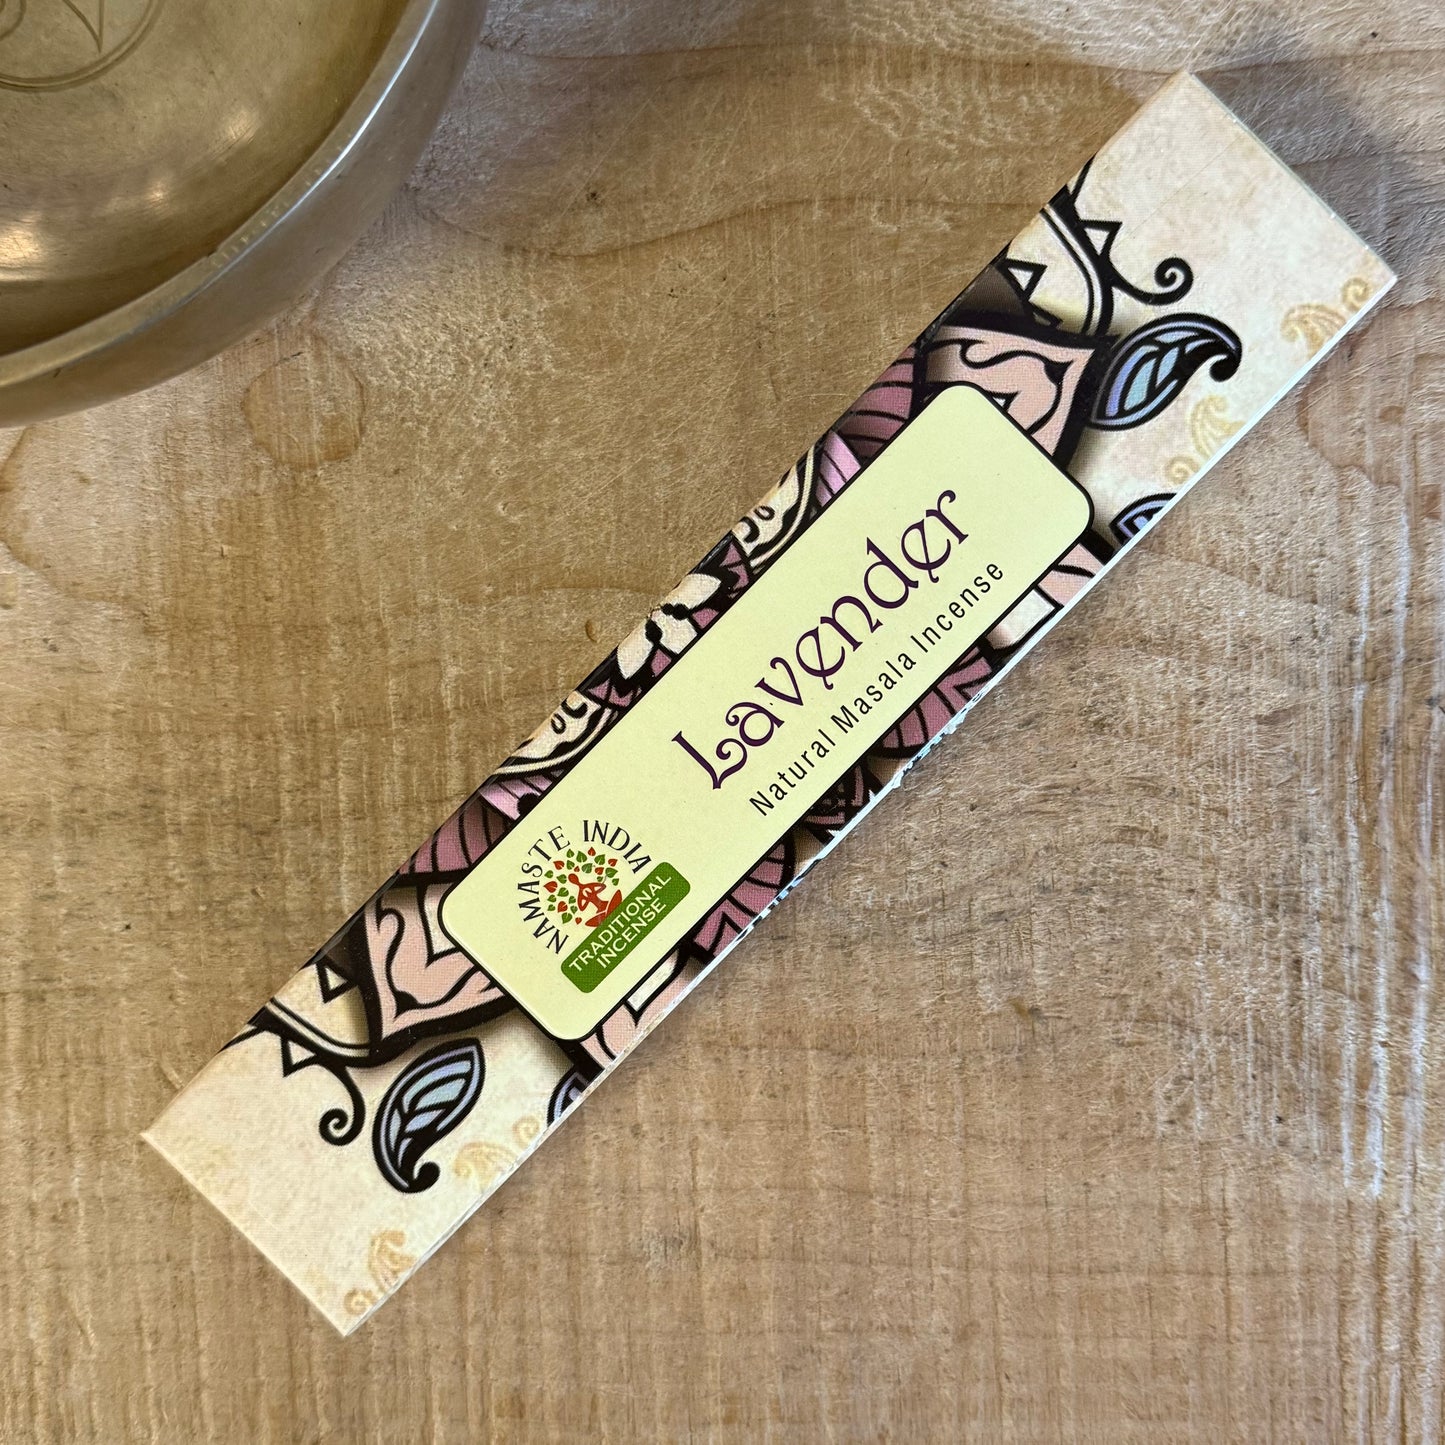 Lavender
Natural Masala Incense
NAMASTE INDIA
TRADITIONAL
INCENSE